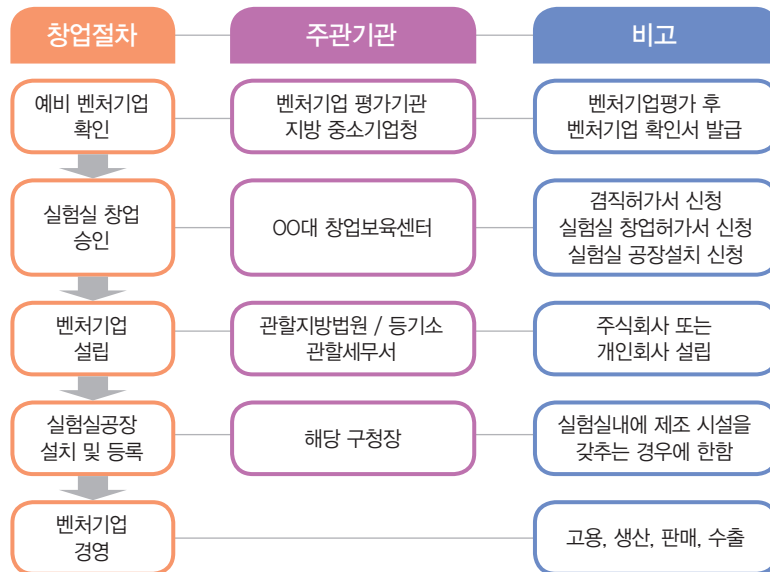 창업절차
주관기관
비고
예비 벤처기업
확인
벤처기업 평가기관
지방 중소기업청
벤처기업평가 후
벤처기업 확인서 발급
실험실 창업
승인
OO대 창업보육센터
겸직허가서 신청
실험실 창업허가서 신청
실험실 공장설치 신청
벤처기업
설립
관할지방법원 / 등기소
관할세무서
주식회사 또는
개인회사 설립
실험실공장
설치 및 등록
해당 구청장
실험실내에 제조 시설을
갖추는 경우에 한함
벤처기업
경영
고용, 생산, 판매, 수출